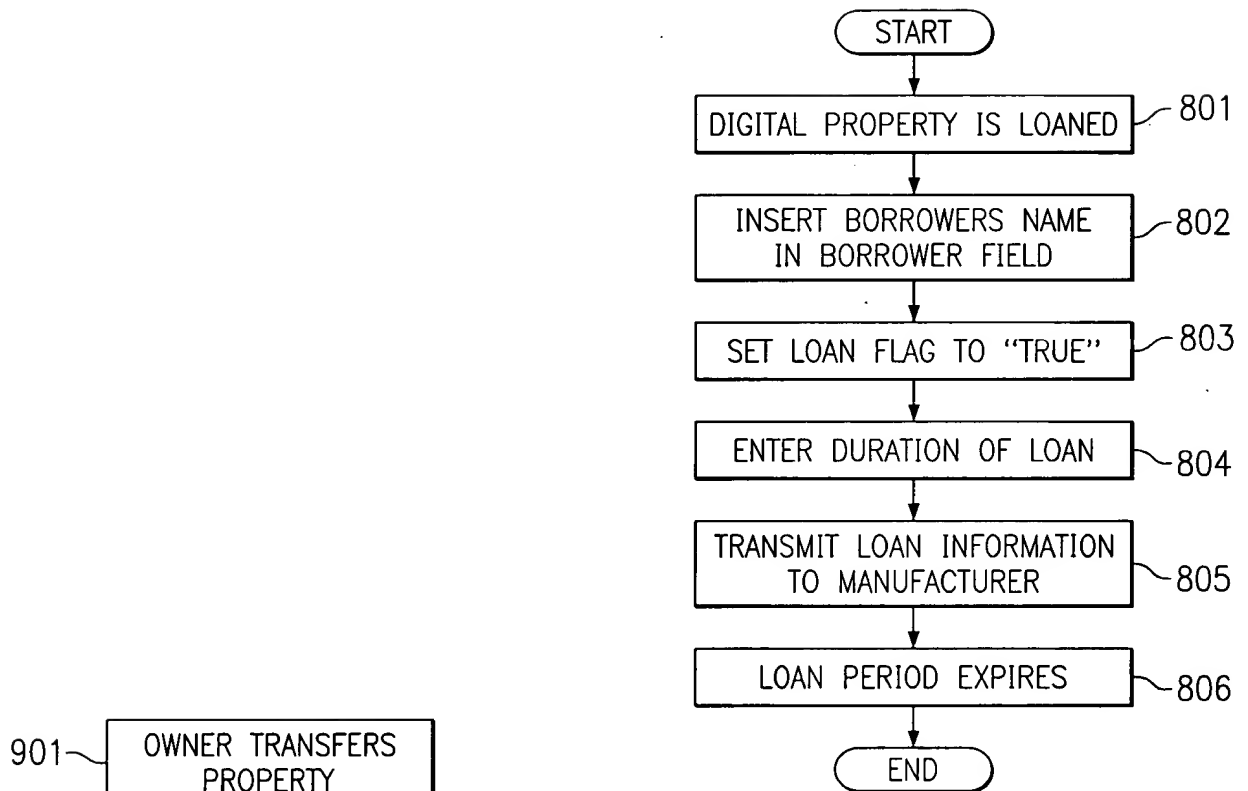 START
DIGITAL PROPERTY IS LOANED
801
INSERT BORROWERS NAME
IN BORROWER FIELD
802
SET LOAN FLAG TO “TRUE”
803
ENTER DURATION OF LOAN
804
TRANSMIT LOAN INFORMATION
TO MANUFACTURER
805
LOAN PERIOD EXPIRES
806
END
901
OWNER TRANSFERS
PROPERTY